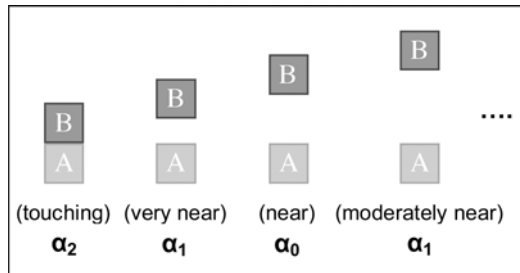 B B B B
A A A A
....
(touching) (very near) (near) (moderately near)
α₂ α₁ α₀ α₁